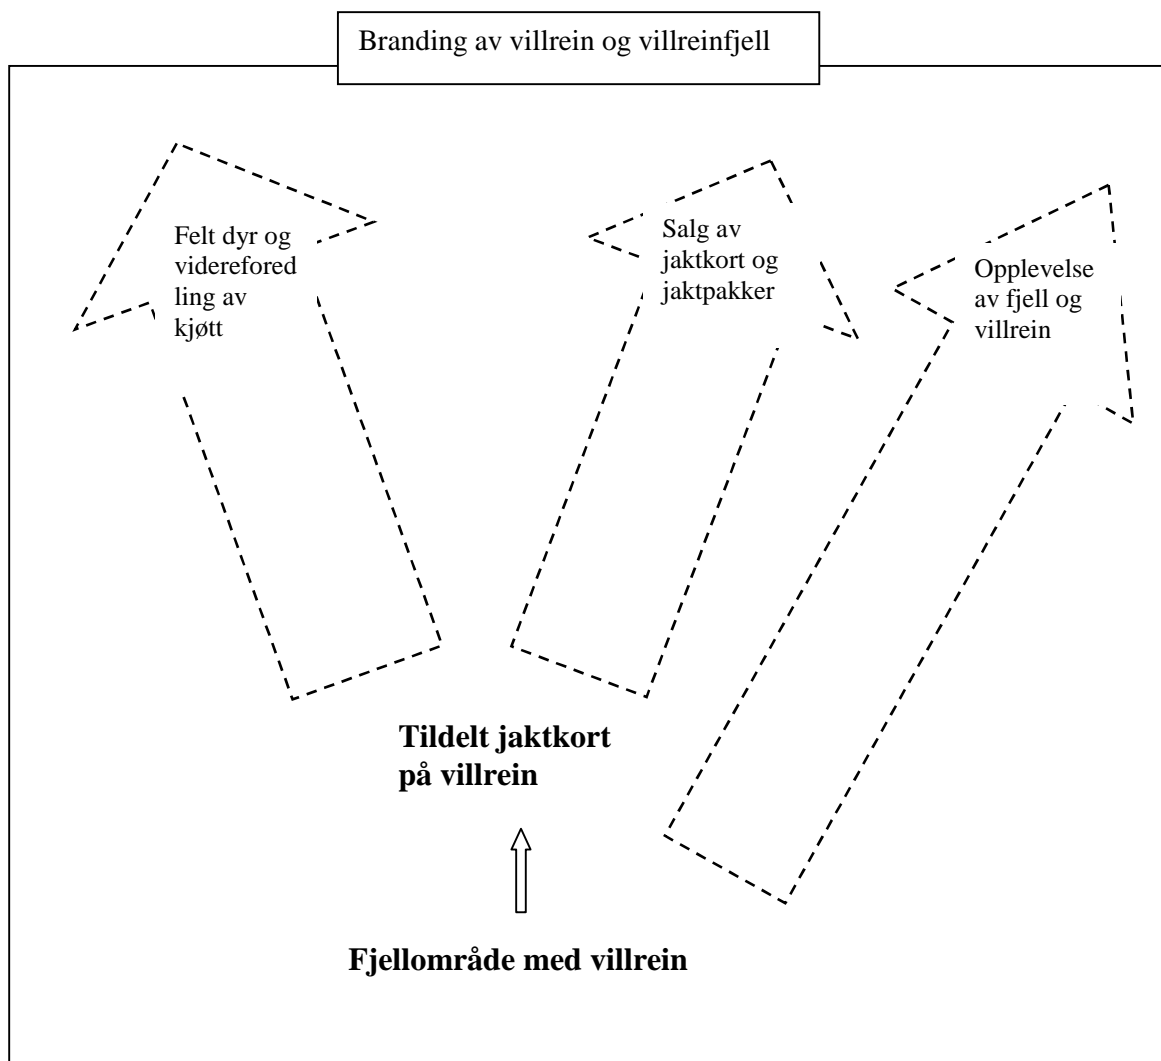 Branding av villrein og villreinfjell
Felt dyr og
viderefored
ling av
kjøtt
Salg av
jaktkort og
jaktpakker
Opplevelse
av fjell og
villrein
Tildelt jaktkort
på villrein
Fjellområde med villrein